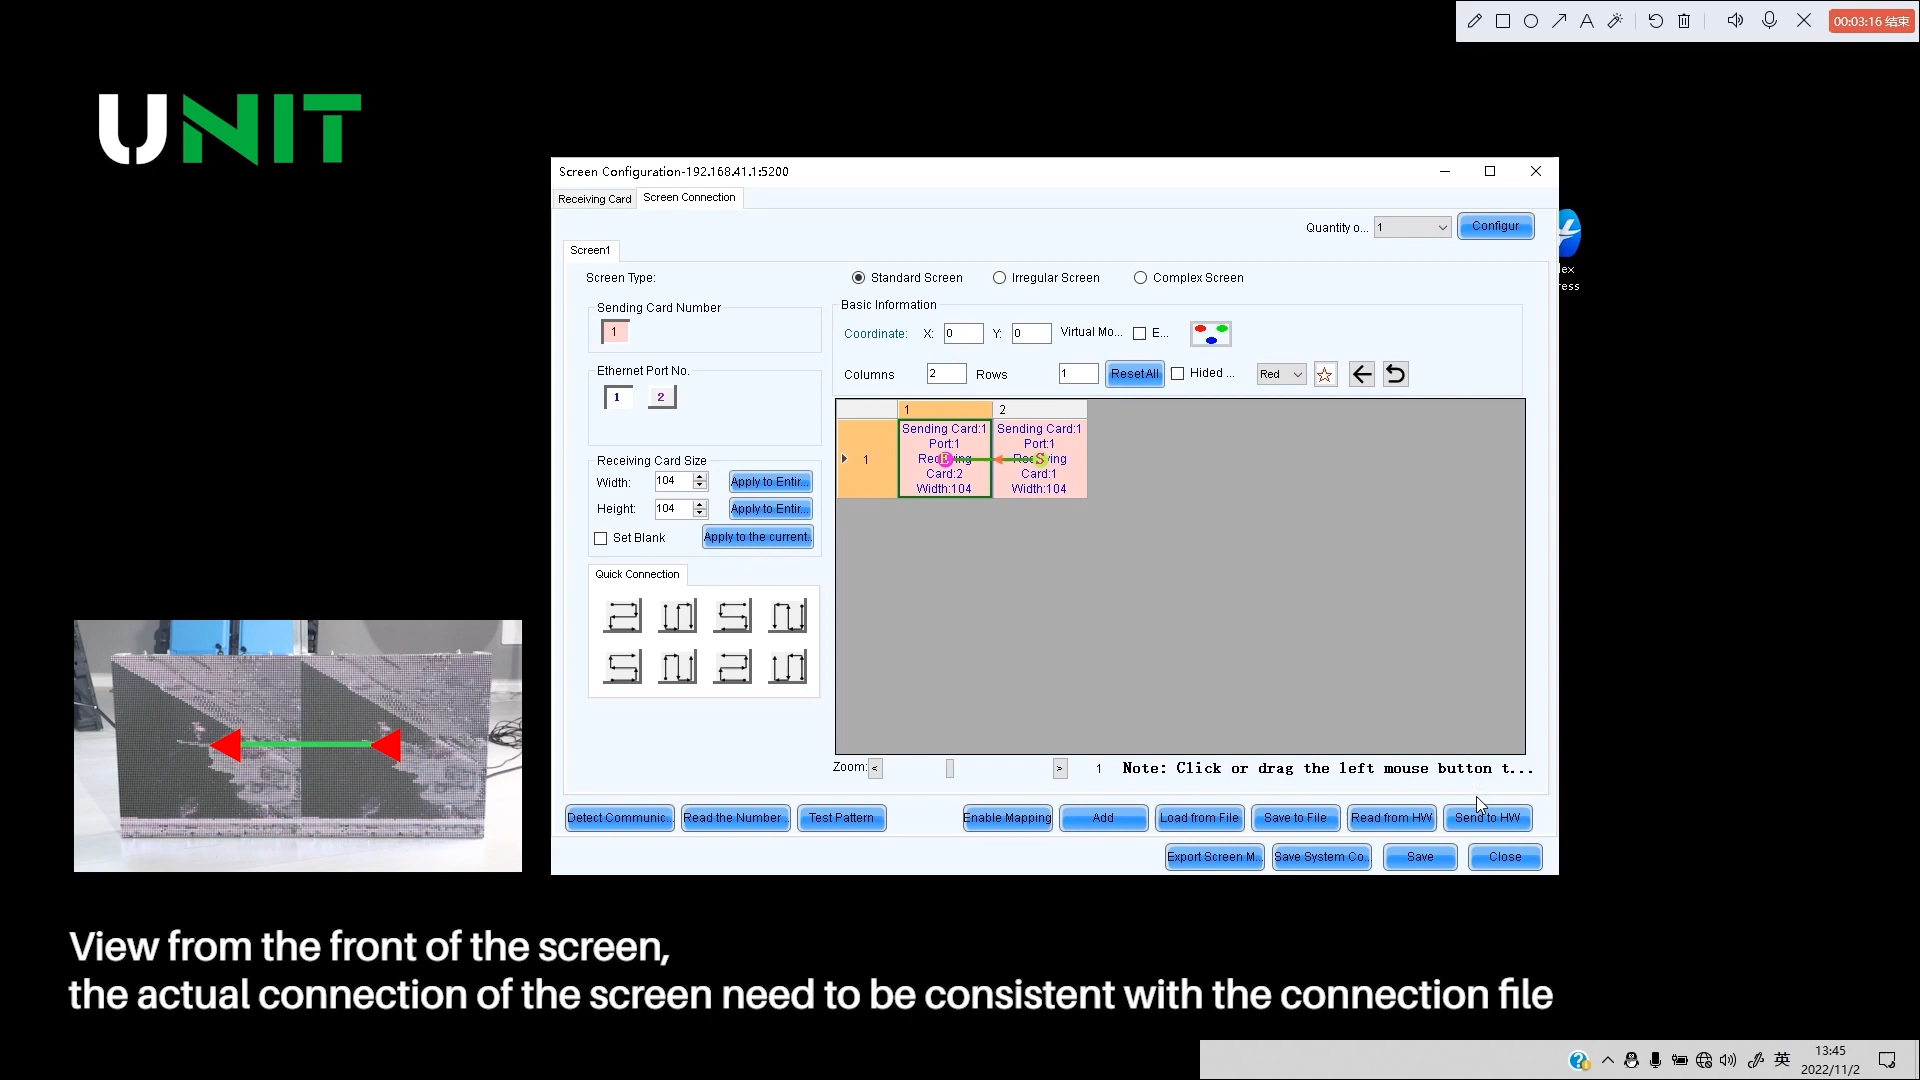 00:03:16 结束
UNIT
Screen Configuration-192.168.41.1:5200
Receiving Card
Screen Connection
Quantity o...
1
Configur
Screen1
lex
ress
Screen Type:
Standard Screen
Irregular Screen
Complex Screen
Sending Card Number
1
Basic Information
Coordinate:
X:
0
Y:
0
Virtual Mo...
E...
Ethernet Port No.
1
2
Columns
2
Rows
1
Reset All
Hided ...
Red
1
2
1
Sending Card:1
Port:1
Receiving
Card:2
Width:104
Sending Card:1
Port:1
Receiving
Card:1
Width:104
E
S
Receiving Card Size
Width:
104
Apply to Entir...
Height:
104
Apply to Entir...
Set Blank
Apply to the current.
Quick Connection
Zoom:
<
>
1
Note: Click or drag the left mouse button t...
Detect Communic...
Read the Number ..
Test Pattern
Enable Mapping
Add
Load from File
Save to File
Read from HW
Send to HW
Export Screen M...
Save System Co...
Save
Close
View from the front of the screen,
the actual connection of the screen need to be consistent with the connection file
英
13:45
2022/11/2